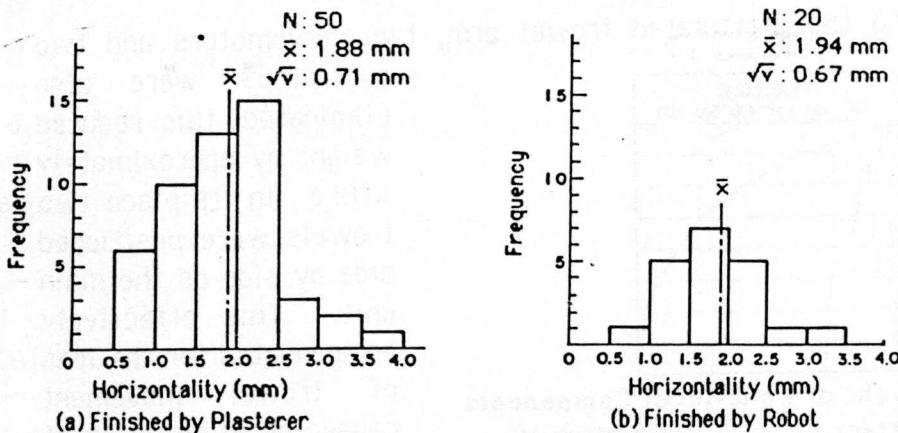 N: 50
x̄: 1.88 mm
√v: 0.71 mm
x̄
15
10
5
Frequency
0 0.5 1.0 1.5 2.0 2.5 3.0 3.5 4.0
Horizontality (mm)
(a) Finished by Plasterer
N: 20
x̄: 1.94 mm
√v: 0.67 mm
x̄
15
10
5
Frequency
0 0.5 1.0 1.5 2.0 2.5 3.0 3.5 4.0
Horizontality (mm)
(b) Finished by Robot